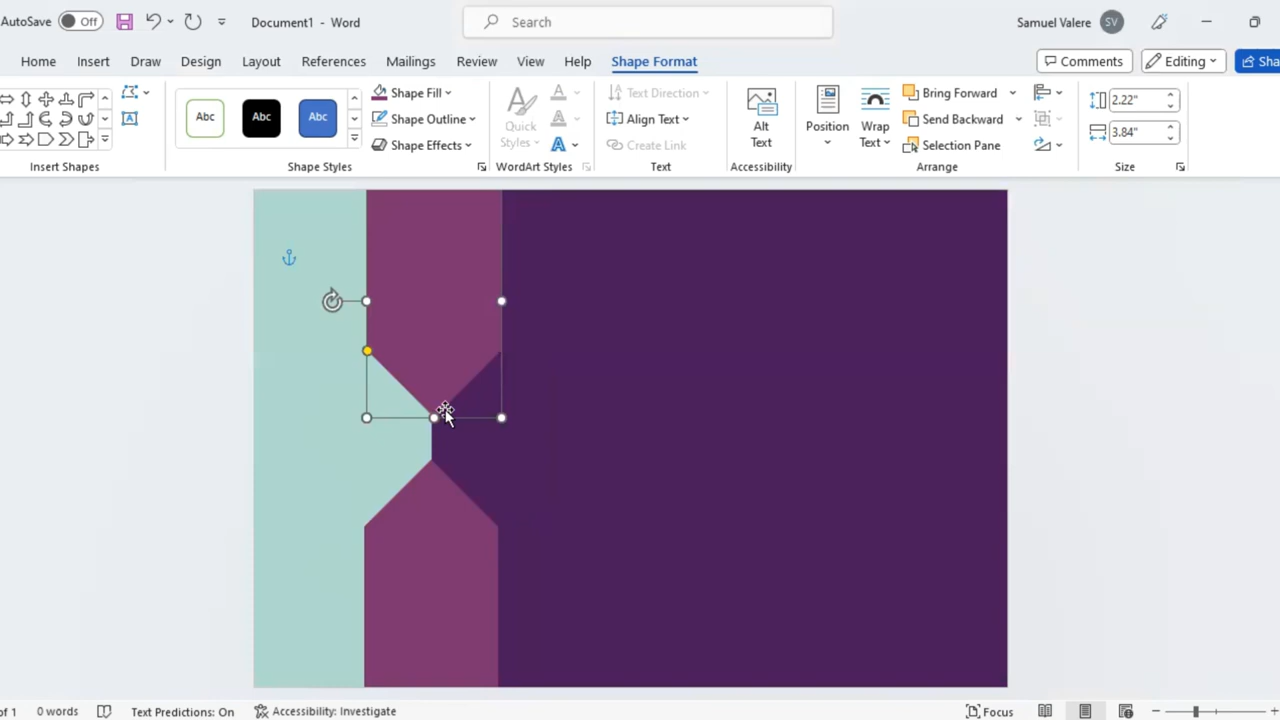 AutoSave Off Document1 - Word Search Samuel Valere SV
Home Insert Draw Design Layout References Mailings Review View Help Shape Format Comments Editing Sha
Abc Abc Abc
Shape Fill
Shape Outline
Shape Effects
Quick
Styles
Text Direction
Align Text
Create Link
Alt
Text
Position
Wrap
Text
Bring Forward
Send Backward
Selection Pane
2.22"
3.84"
Insert Shapes Shape Styles WordArt Styles Text Accessibility Arrange Size
of 1 0 words Text Predictions: On Accessibility: Investigate Focus